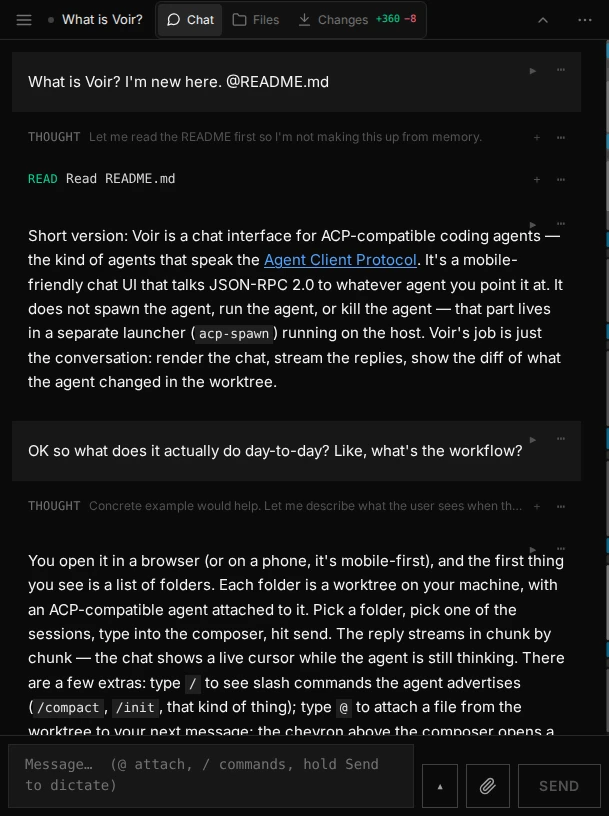 What is Voir?
Chat
Files
Changes +360 −8
What is Voir? I'm new here. @README.md
THOUGHT Let me read the README first so I'm not making this up from memory.
READ Read README.md
Short version: Voir is a chat interface for ACP-compatible coding agents —
the kind of agents that speak the Agent Client Protocol. It's a mobile-
friendly chat UI that talks JSON-RPC 2.0 to whatever agent you point it at. It
does not spawn the agent, run the agent, or kill the agent — that part lives
in a separate launcher (acp-spawn) running on the host. Voir's job is just
the conversation: render the chat, stream the replies, show the diff of what
the agent changed in the worktree.
OK so what does it actually do day-to-day? Like, what's the workflow?
THOUGHT Concrete example would help. Let me describe what the user sees when th…
You open it in a browser (or on a phone, it's mobile-first), and the first thing
you see is a list of folders. Each folder is a worktree on your machine, with
an ACP-compatible agent attached to it. Pick a folder, pick one of the
sessions, type into the composer, hit send. The reply streams in chunk by
chunk — the chat shows a live cursor while the agent is still thinking. There
are a few extras: type / to see slash commands the agent advertises
(/compact, /init, that kind of thing); type @ to attach a file from the
worktree to your next message; the chevron above the composer opens a
Message… (@ attach, / commands, hold Send
to dictate)
SEND